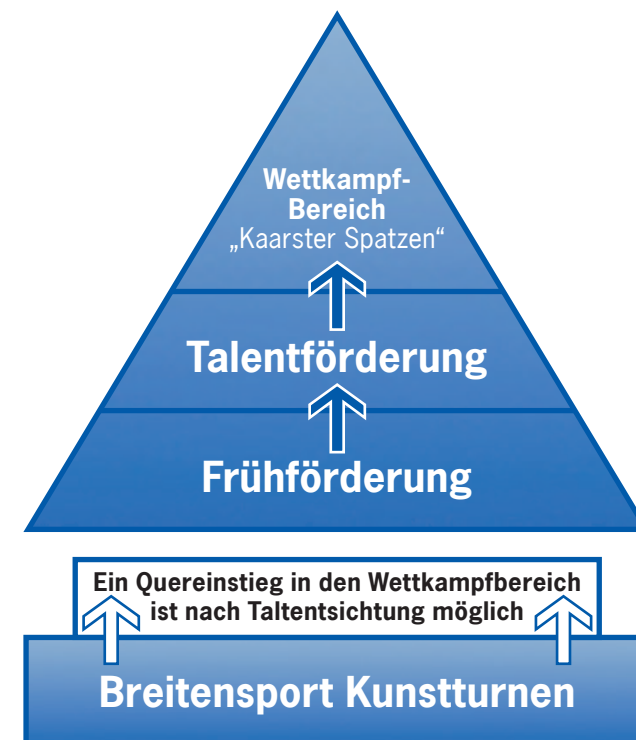 Wettkampf-
Bereich
„Kaarster Spatzen“
Talentförderung
Frühförderung
Ein Quereinstieg in den Wettkampfbereich
ist nach Taltentsichtung möglich
Breitensport Kunstturnen